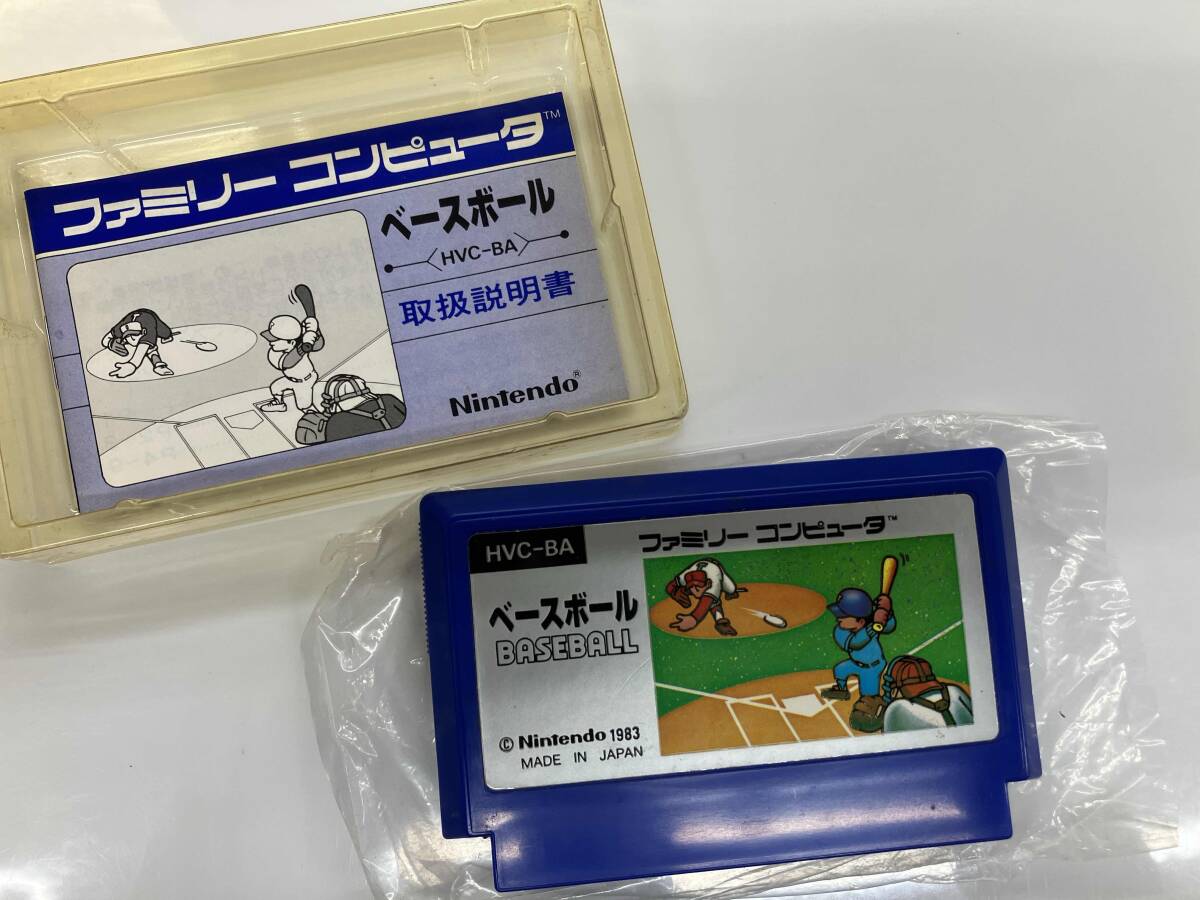 ファミリー コンピュータ™
ベースボール
HVC-BA
取扱説明書
Nintendo®
HVC-BA
ファミリー コンピュータ™
ベースボール
BASEBALL
© Nintendo 1983
MADE IN JAPAN